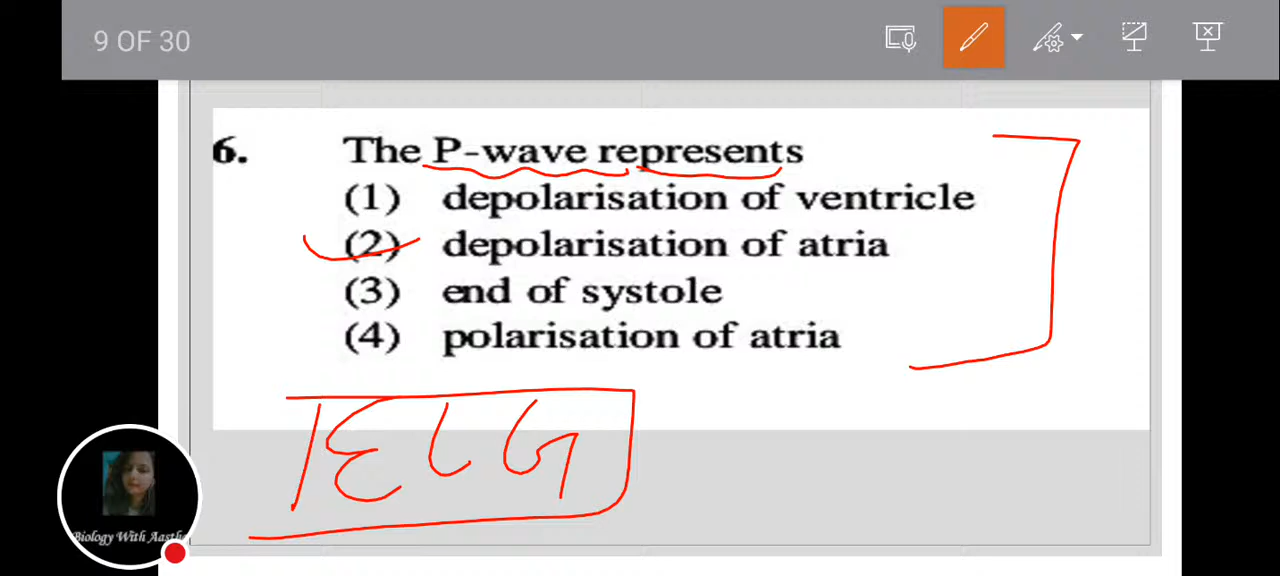 9 OF 30
6. The P-wave represents
(1) depolarisation of ventricle
(2) depolarisation of atria
(3) end of systole
(4) polarisation of atria
ECG
Biology With Aastha